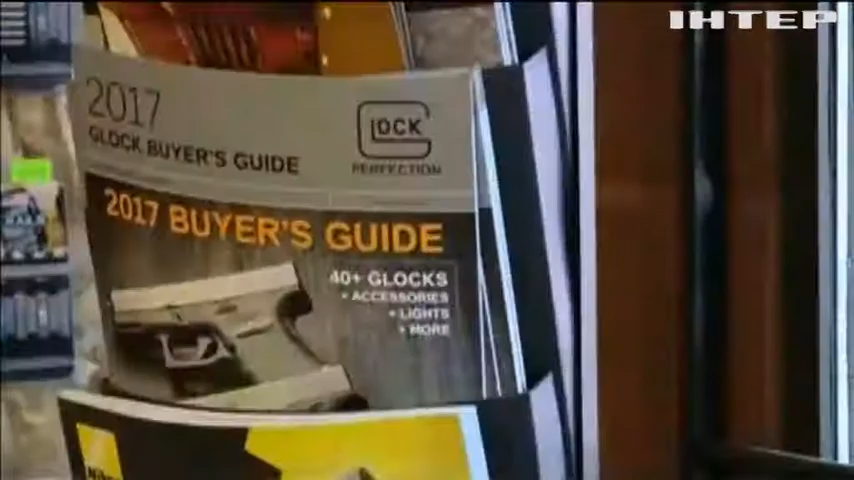 ІНТЕР
2017
GLOCK BUYER'S GUIDE
GLOCK
PERFECTION
2017 BUYER'S GUIDE
40+ GLOCKS
+ ACCESSORIES
+ LIGHTS
+ MORE